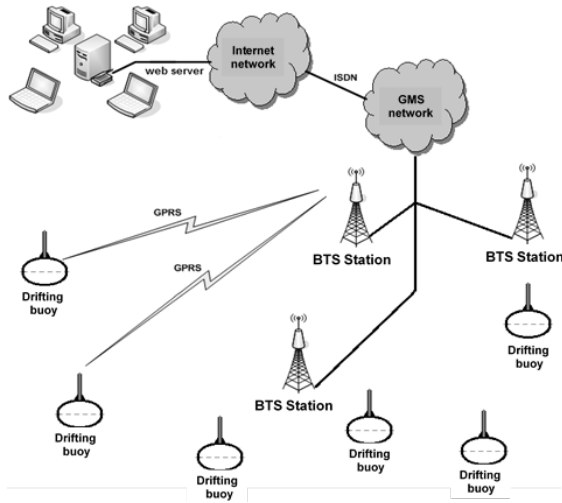 Internet
network
web server
ISDN
GMS
network
GPRS
BTS Station
BTS Station
GPRS
Drifting
buoy
Drifting
buoy
BTS Station
Drifting
buoy
Drifting
buoy
Drifting
buoy
Drifting
buoy